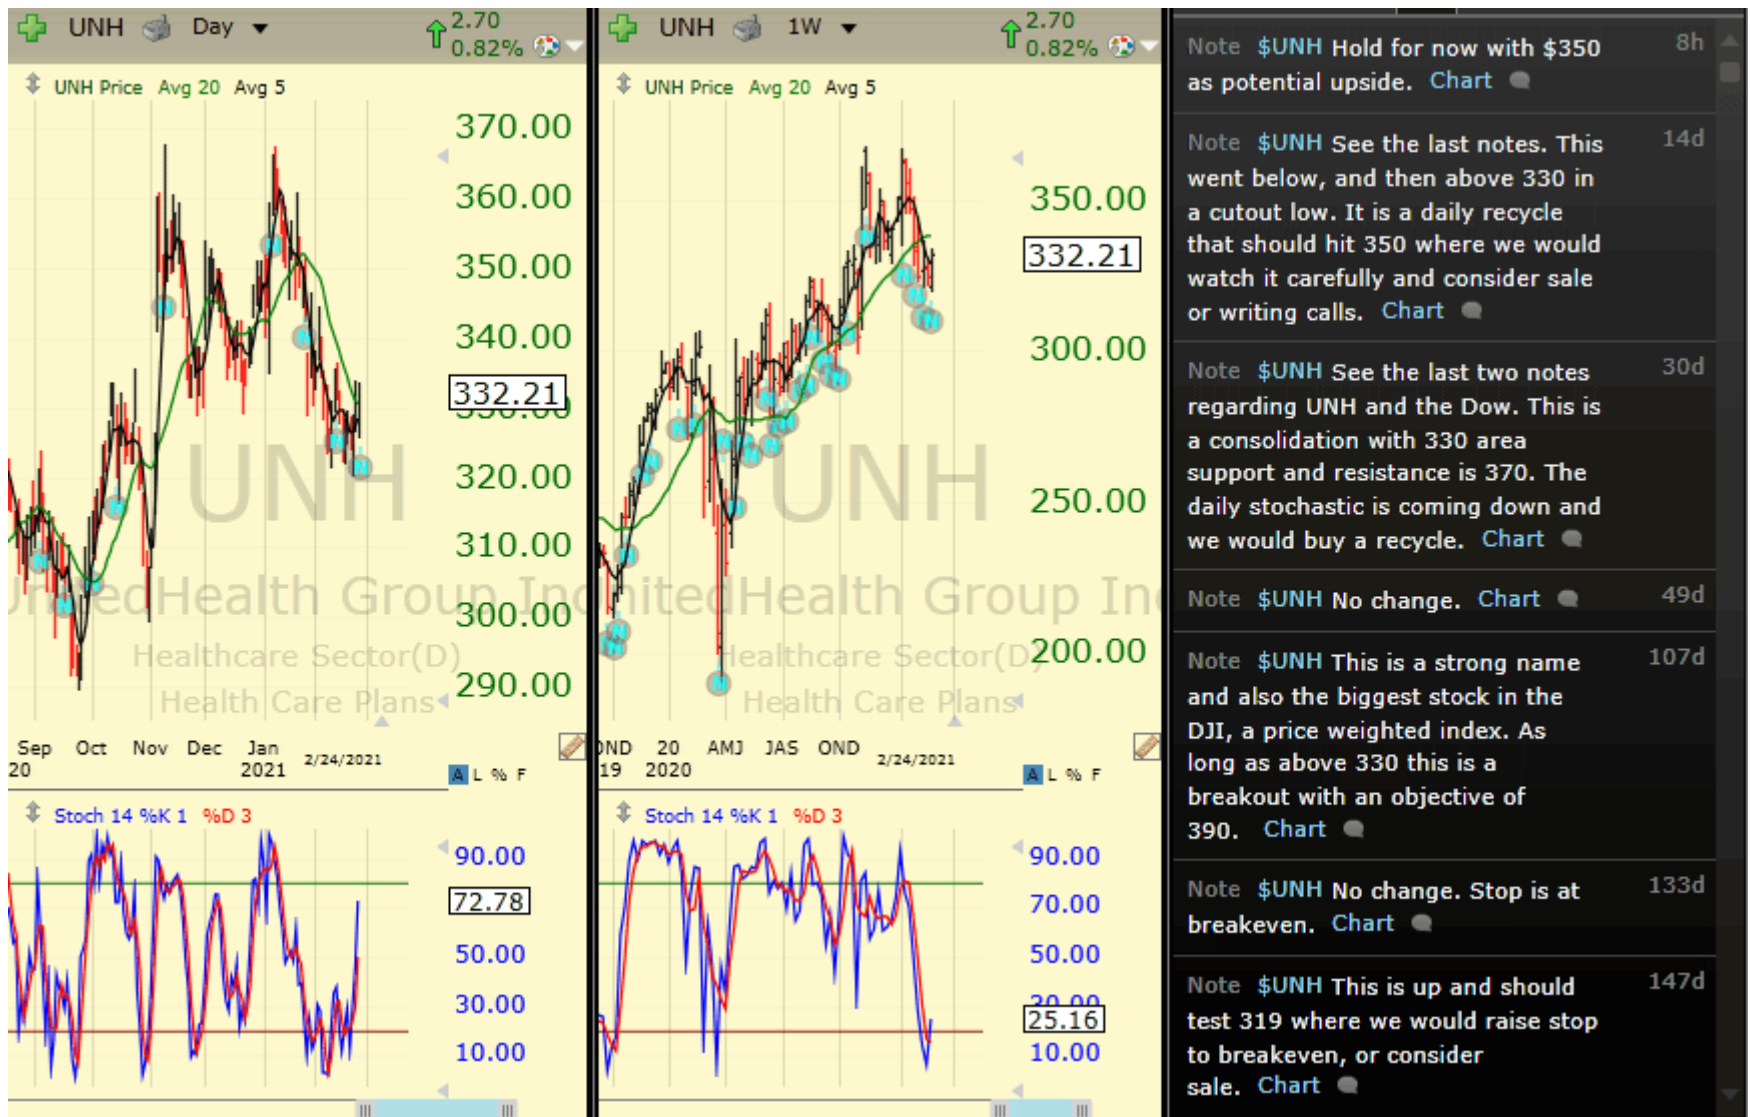 UNH Day 2.70
0.82%
UNH Price Avg 20 Avg 5
370.00
360.00
350.00
340.00
332.21
320.00
310.00
300.00
290.00
UNH
UnitedHealth Group Inc
Healthcare Sector(D)
Health Care Plans
Sep Oct Nov Dec Jan
20 2021 2/24/2021
A L % F
Stoch 14 %K 1 %D 3
90.00
72.78
50.00
30.00
10.00
UNH 1W 2.70
0.82%
UNH Price Avg 20 Avg 5
350.00
332.21
300.00
250.00
200.00
UNH
nitedHealth Group Inc
Healthcare Sector(D)
Health Care Plans
OND 20 AMJ JAS OND
19 2020 2/24/2021
A L % F
Stoch 14 %K 1 %D 3
90.00
70.00
50.00
30.00
25.16
10.00
Note $UNH Hold for now with $350 8h
as potential upside. Chart
Note $UNH See the last notes. This 14d
went below, and then above 330 in
a cutout low. It is a daily recycle
that should hit 350 where we would
watch it carefully and consider sale
or writing calls. Chart
Note $UNH See the last two notes 30d
regarding UNH and the Dow. This is
a consolidation with 330 area
support and resistance is 370. The
daily stochastic is coming down and
we would buy a recycle. Chart
Note $UNH No change. Chart 49d
Note $UNH This is a strong name 107d
and also the biggest stock in the
DJI, a price weighted index. As
long as above 330 this is a
breakout with an objective of
390. Chart
Note $UNH No change. Stop is at 133d
breakeven. Chart
Note $UNH This is up and should 147d
test 319 where we would raise stop
to breakeven, or consider
sale. Chart